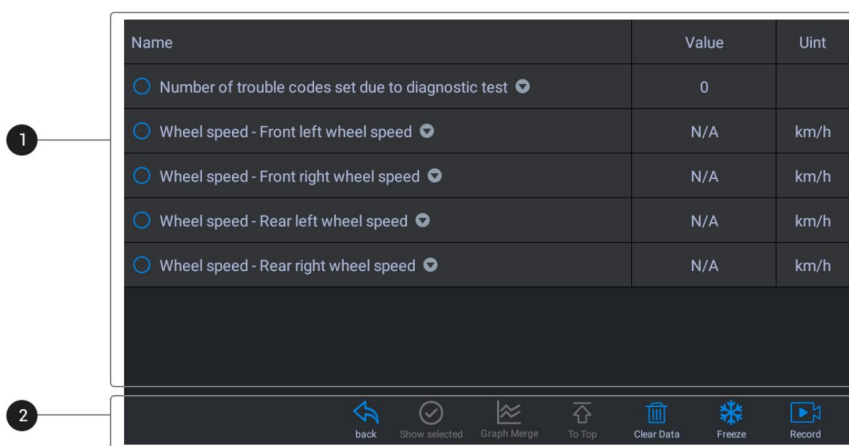 Name Value Uint
Number of trouble codes set due to diagnostic test 0
1
Wheel speed - Front left wheel speed N/A km/h
Wheel speed - Front right wheel speed N/A km/h
Wheel speed - Rear left wheel speed N/A km/h
Wheel speed - Rear right wheel speed N/A km/h
2
back Show selected Graph Merge To Top Clear Data Freeze Record